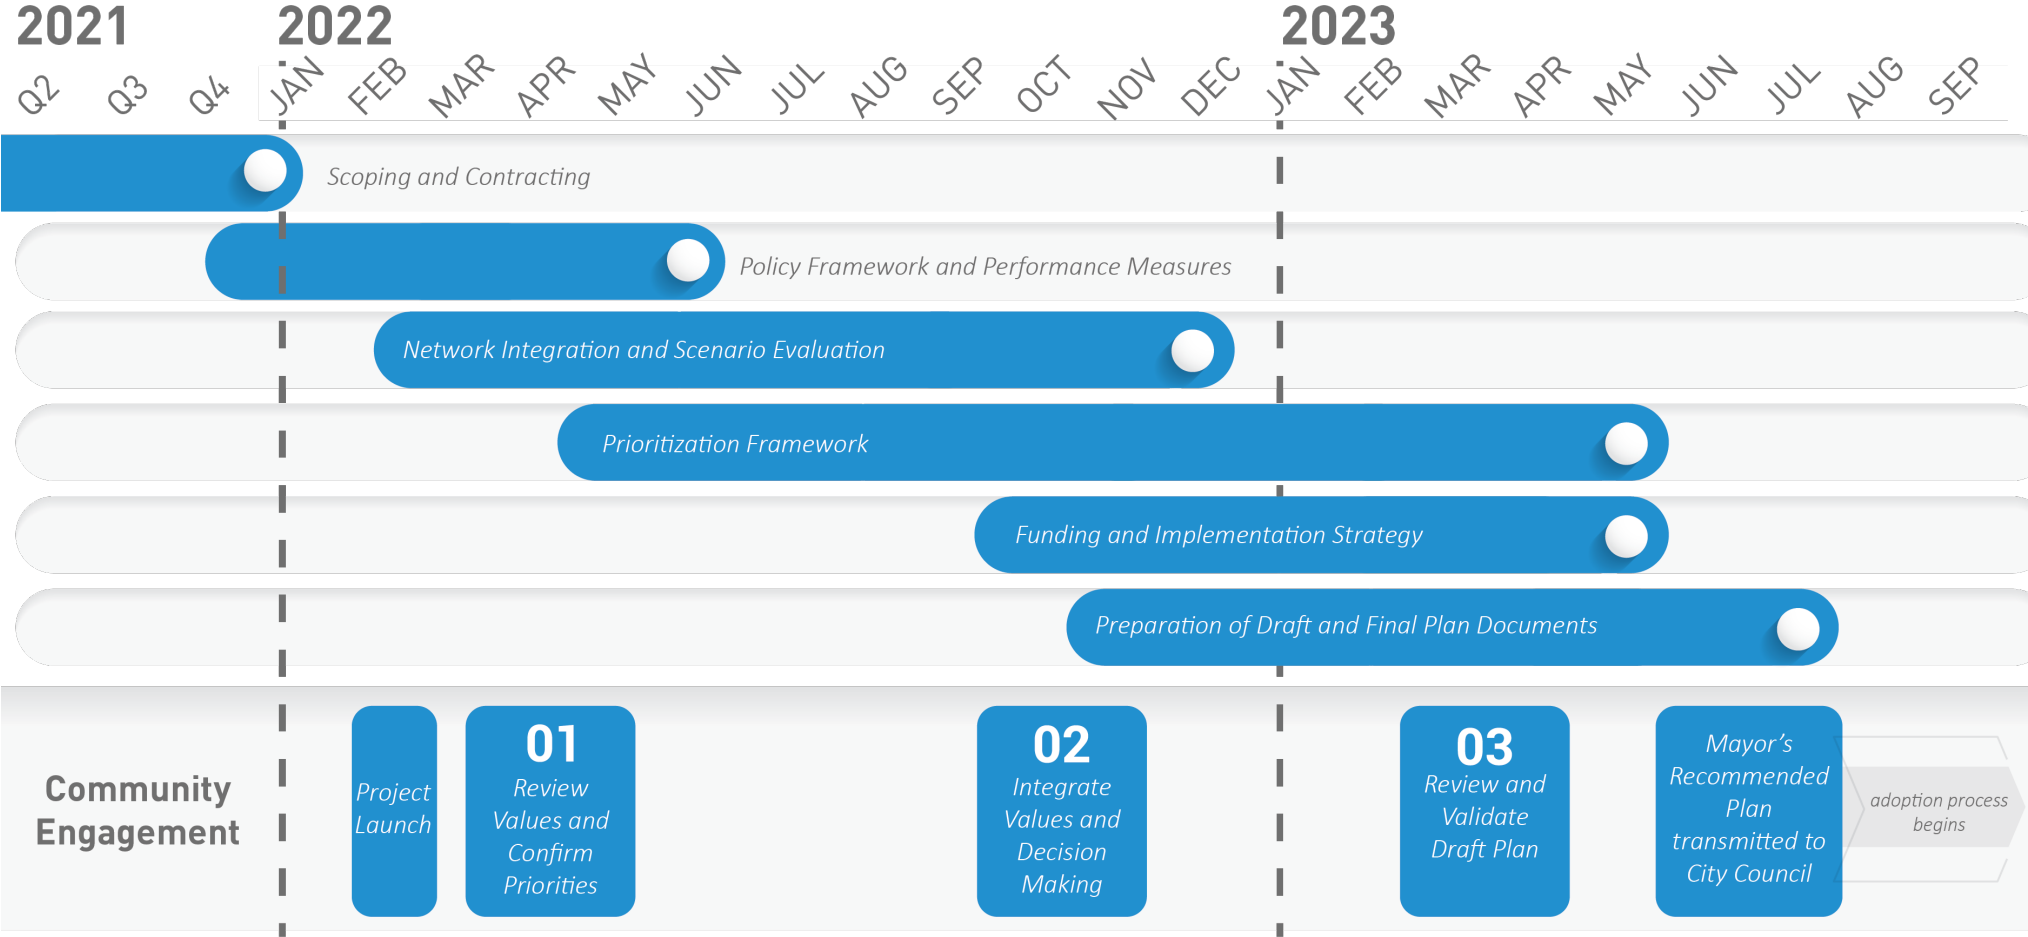 2021 2022 2023
Q2 Q3 Q4 JAN FEB MAR APR MAY JUN JUL AUG SEP OCT NOV DEC JAN FEB MAR APR MAY JUN JUL AUG SEP
Scoping and Contracting
Policy Framework and Performance Measures
Network Integration and Scenario Evaluation
Prioritization Framework
Funding and Implementation Strategy
Preparation of Draft and Final Plan Documents
Community
Engagement
Project
Launch
01
Review
Values and
Confirm
Priorities
02
Integrate
Values and
Decision
Making
03
Review and
Validate
Draft Plan
Mayor's
Recommended
Plan
transmitted to
City Council
adoption process
begins